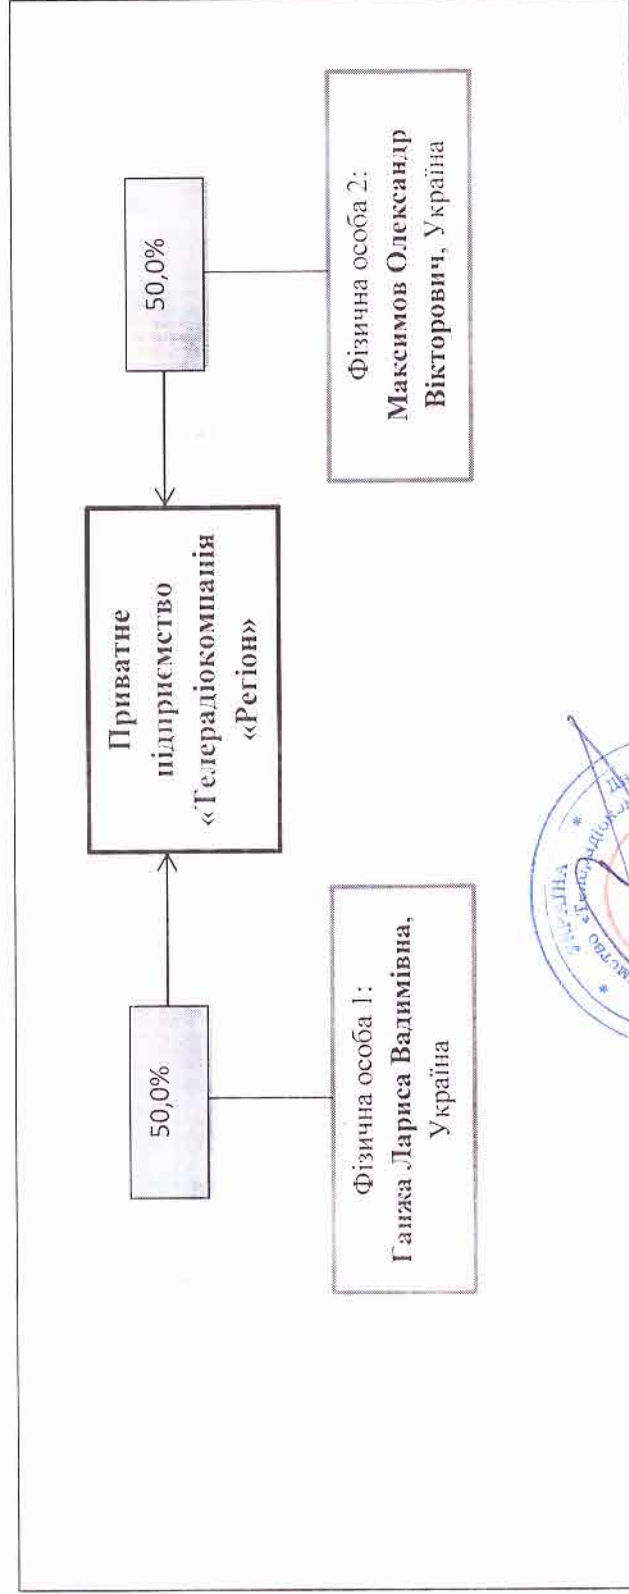 Приватне
підприємство
«Телерадіокомпанія
«Регіон»
50,0%
50,0%
Фізична особа 1:
Ганжа Лариса Вадимівна,
Україна
Фізична особа 2:
Максимов Олександр
Вікторович, Україна
УКРАЇНА